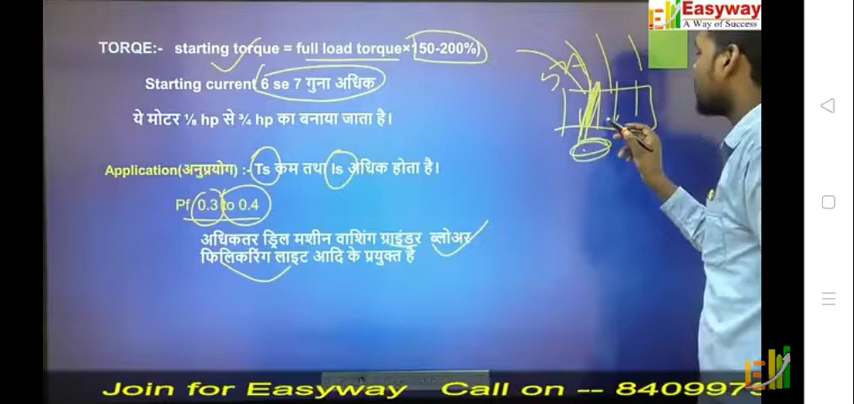 Easyway
A Way of Success
TORQE:- starting torque = full load torque×150-200%)
Starting current 6 se 7 गुना अधिक
ये मोटर ⅛ hp से ¾ hp का बनाया जाता है।
Application(अनुप्रयोग) :- Ts कम तथा Is अधिक होता है।
Pf 0.3 to 0.4
अधिकतर ड्रिल मशीन वाशिंग ग्राइंडर ब्लोअर
फिलिकरिंग लाइट आदि के प्रयुक्त है
Join for Easyway Call on -- 8409975